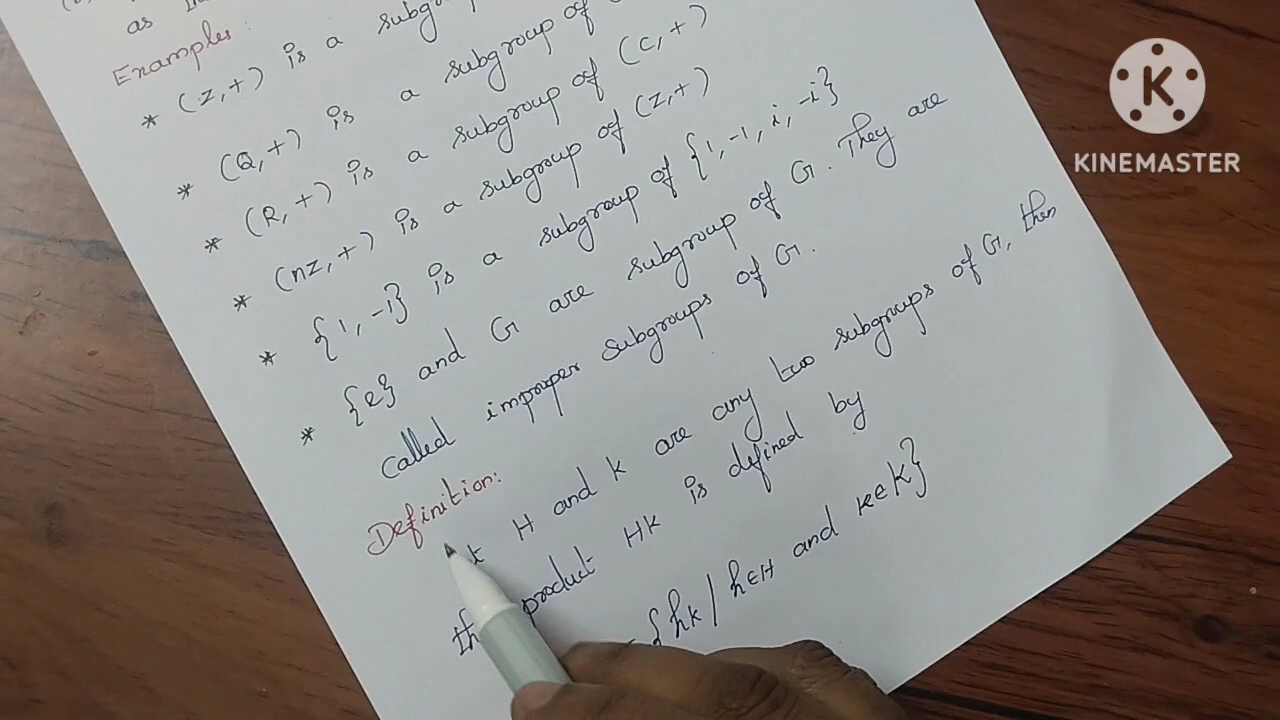 as
Examples:
* (Z,+) is a subgroup
* (Q,+) is a subgroup of
* (R,+) is a subgroup of (C,+)
* (nz,+) is a subgroup of (Z,+)
* {1,-1} is a subgroup of {1,-1,i,-i}
* {e} and G are subgroup of G. They are
called improper subgroups of G.
Definition:
H and K are any two subgroups of G, then
product HK is defined by
{hk / h∈H and k∈K}
KINEMASTER